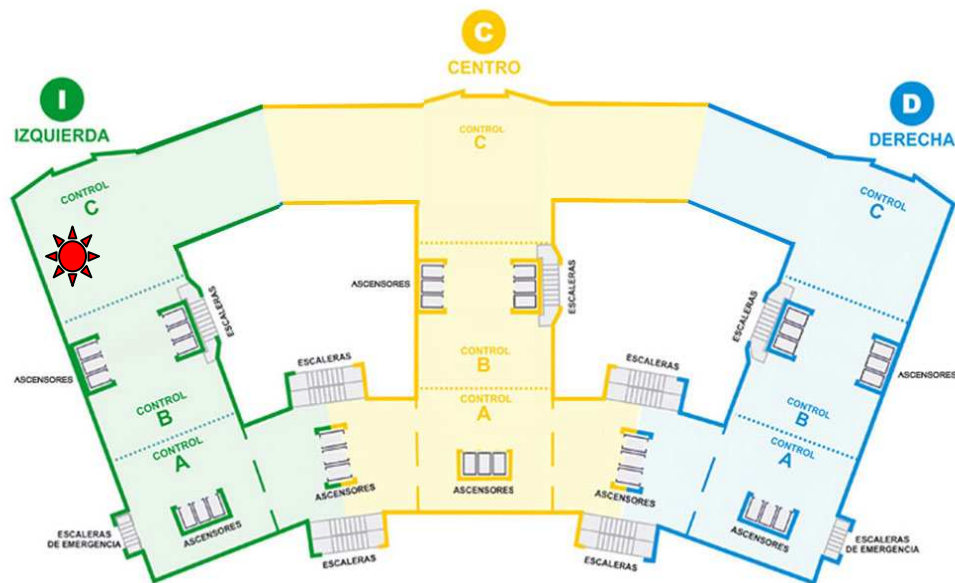 C
CENTRO
I
IZQUIERDA
D
DERECHA
CONTROL
C
CONTROL
C
CONTROL
C
ASCENSORES
ESCALERAS
ESCALERAS
ESCALERAS
ASCENSORES
ASCENSORES
ESCALERAS
ESCALERAS
CONTROL
B
CONTROL
B
CONTROL
B
CONTROL
A
CONTROL
A
CONTROL
A
ASCENSORES
ASCENSORES
ASCENSORES
ASCENSORES
ASCENSORES
ESCALERAS
DE EMERGENCIA
ESCALERAS
DE EMERGENCIA
ESCALERAS
ESCALERAS